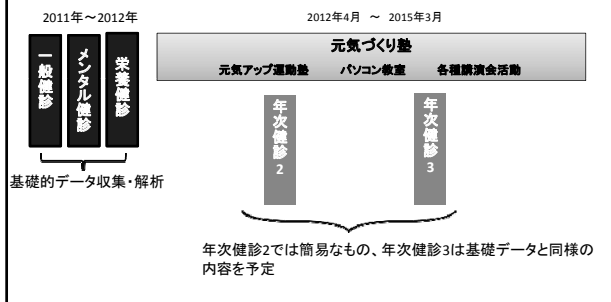 2011年～2012年
2012年4月 ～ 2015年3月
一般健診
メンタル健診
栄養健診
元気づくり塾
元気アップ運動塾 パソコン教室 各種講演会活動
年次健診2
年次健診3
基礎的データ収集・解析
年次健診2では簡易なもの、年次健診3は基礎データと同様の
内容を予定